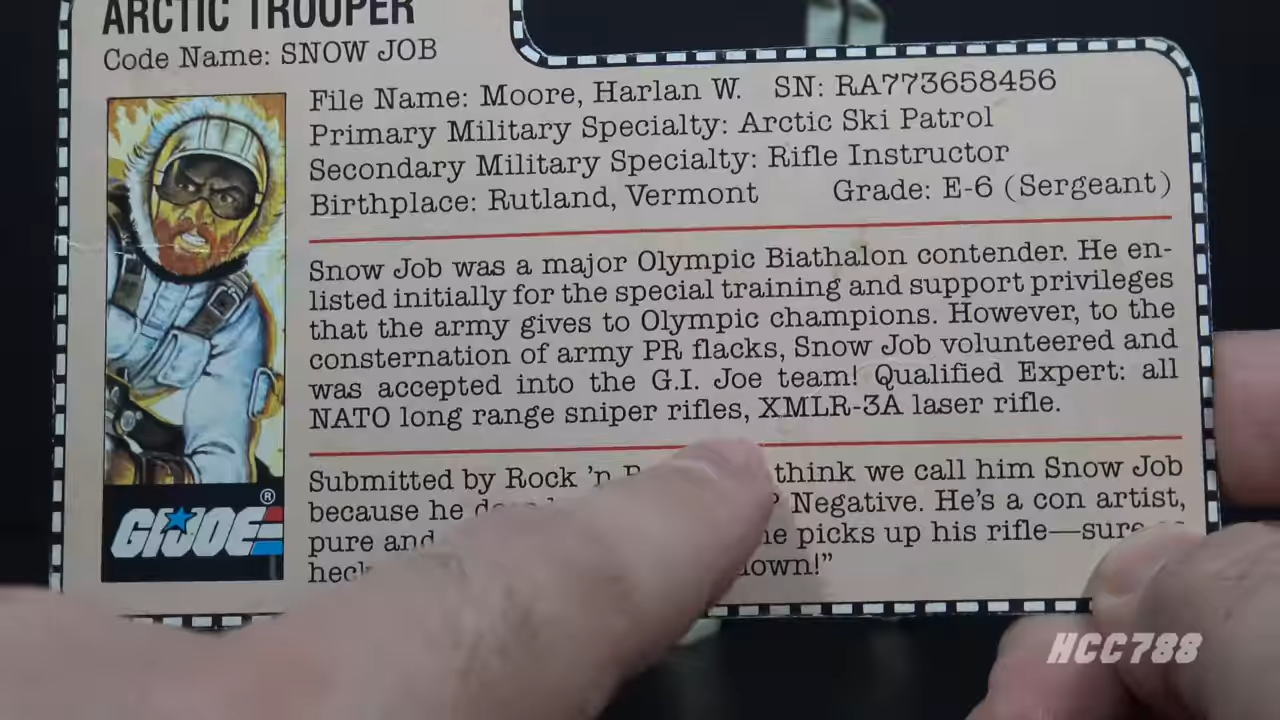 ARCTIC TROOPER
Code Name: SNOW JOB
File Name: Moore, Harlan W. SN: RA773658456
Primary Military Specialty: Arctic Ski Patrol
Secondary Military Specialty: Rifle Instructor
Birthplace: Rutland, Vermont Grade: E-6 (Sergeant)
Snow Job was a major Olympic Biathalon contender. He en-
listed initially for the special training and support privileges
that the army gives to Olympic champions. However, to the
consternation of army PR flacks, Snow Job volunteered and
was accepted into the G.I. Joe team! Qualified Expert: all
NATO long range sniper rifles, XMLR-3A laser rifle.
Submitted by Rock 'n think we call him Snow Job
because he Negative. He's a con artist,
pure and he picks up his rifle—sure
down!"
GI JOE ®
HCC788